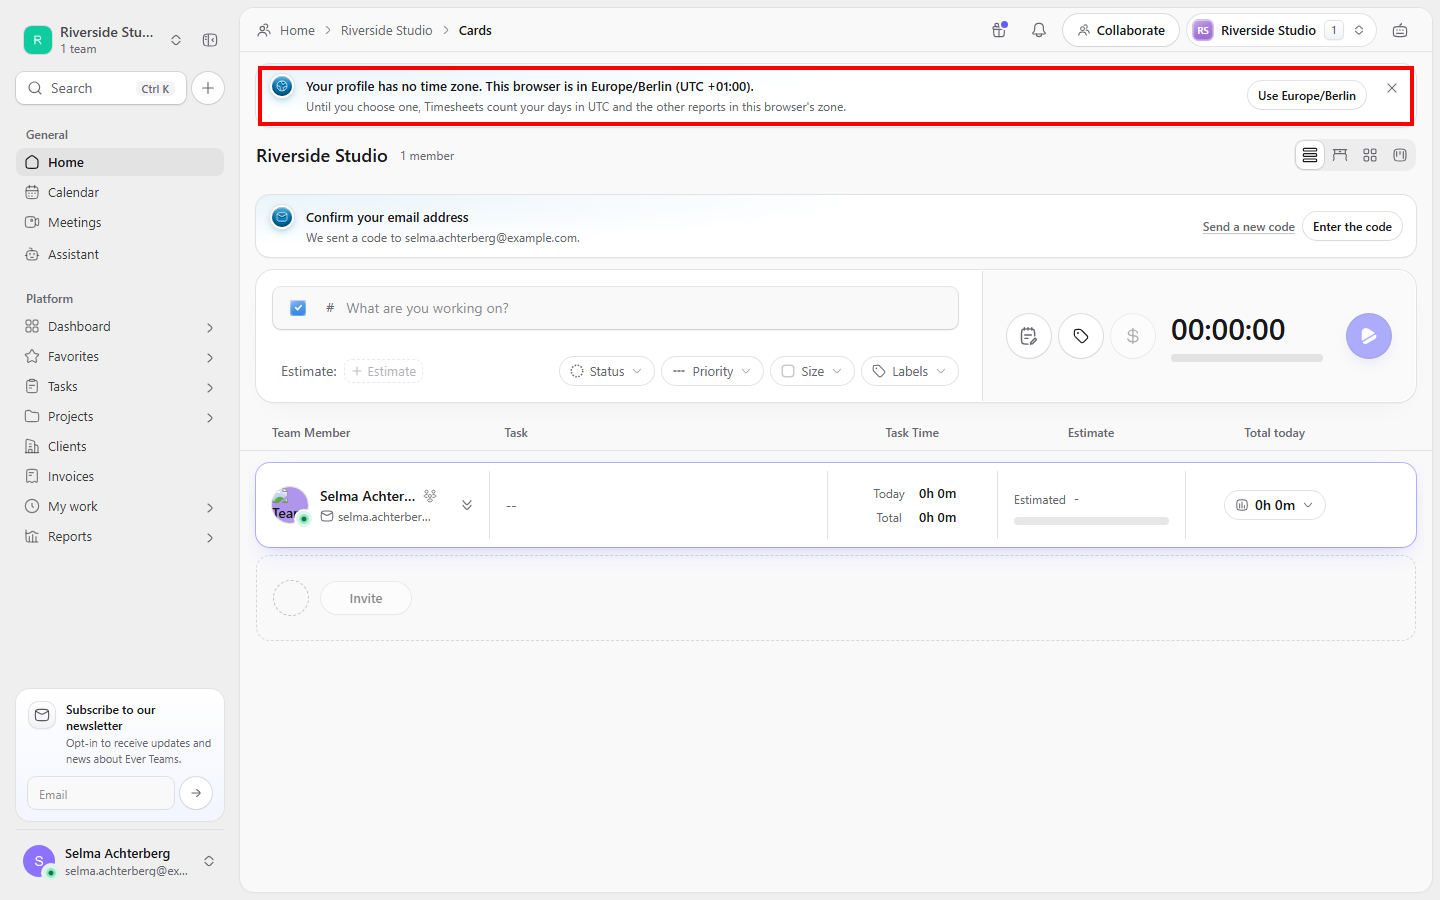 Riverside Stu...
1 team
Search
Ctrl K
General
Home
Calendar
Meetings
Assistant
Platform
Dashboard
Favorites
Tasks
Projects
Clients
Invoices
My work
Reports
Subscribe to our
newsletter
Opt-in to receive updates and
news about Ever Teams.
Email
S
Selma Achterberg
selma.achterberg@ex...
R
Home
Riverside Studio
Cards
Collaborate
RS
Riverside Studio
1
Your profile has no time zone. This browser is in Europe/Berlin (UTC +01:00).
Until you choose one, Timesheets count your days in UTC and the other reports in this browser's zone.
Use Europe/Berlin
Riverside Studio
1 member
Confirm your email address
We sent a code to selma.achterberg@example.com.
Send a new code
Enter the code
# What are you working on?
Estimate:
+ Estimate
Status
Priority
Size
Labels
$
00:00:00
Team Member
Task
Task Time
Estimate
Total today
Selma Achter...
selma.achterber...
--
Today 0h 0m
Total 0h 0m
Estimated -
0h 0m
Invite